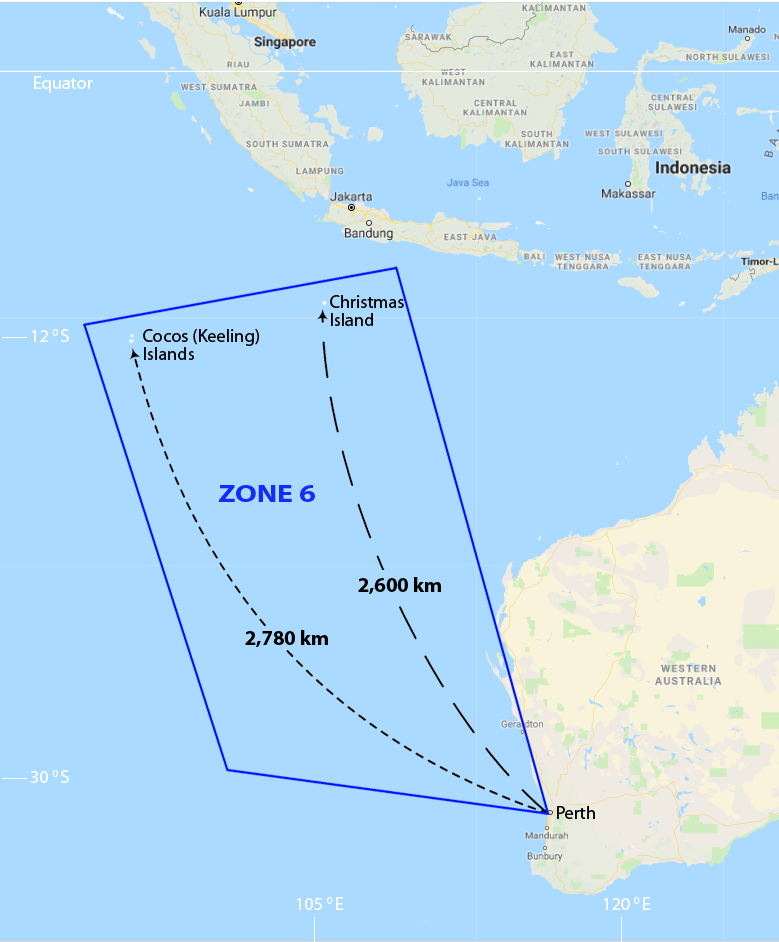 Kuala Lumpur
KALIMANTAN
Manado
SARAWAK
Singapore
NORTH SULAWESI
RIAU
EAST
KALIMANTAN
WEST
KALIMANTAN
Equator
WEST SUMATRA
JAMBI
CENTRAL
SULAWESI
CENTRAL
KALIMANTAN
SOUTH SUMATRA
SOUTH
KALIMANTAN
WEST SULAWESI
SOUTH SULAWESI
B A
LAMPUNG
Indonesia
Java Sea
Jakarta
Makassar
Ban
Bandung
EAST JAVA
BALI
WEST NUSA
TENGGARA
EAST NUSA
TENGGARA
Timor-L
Christmas
Island
12°S
Cocos (Keeling)
Islands
ZONE 6
2,600 km
2,780 km
WESTERN
AUSTRALIA
Geraldton
30°S
Perth
Mandurah
Bunbury
105°E
120°E